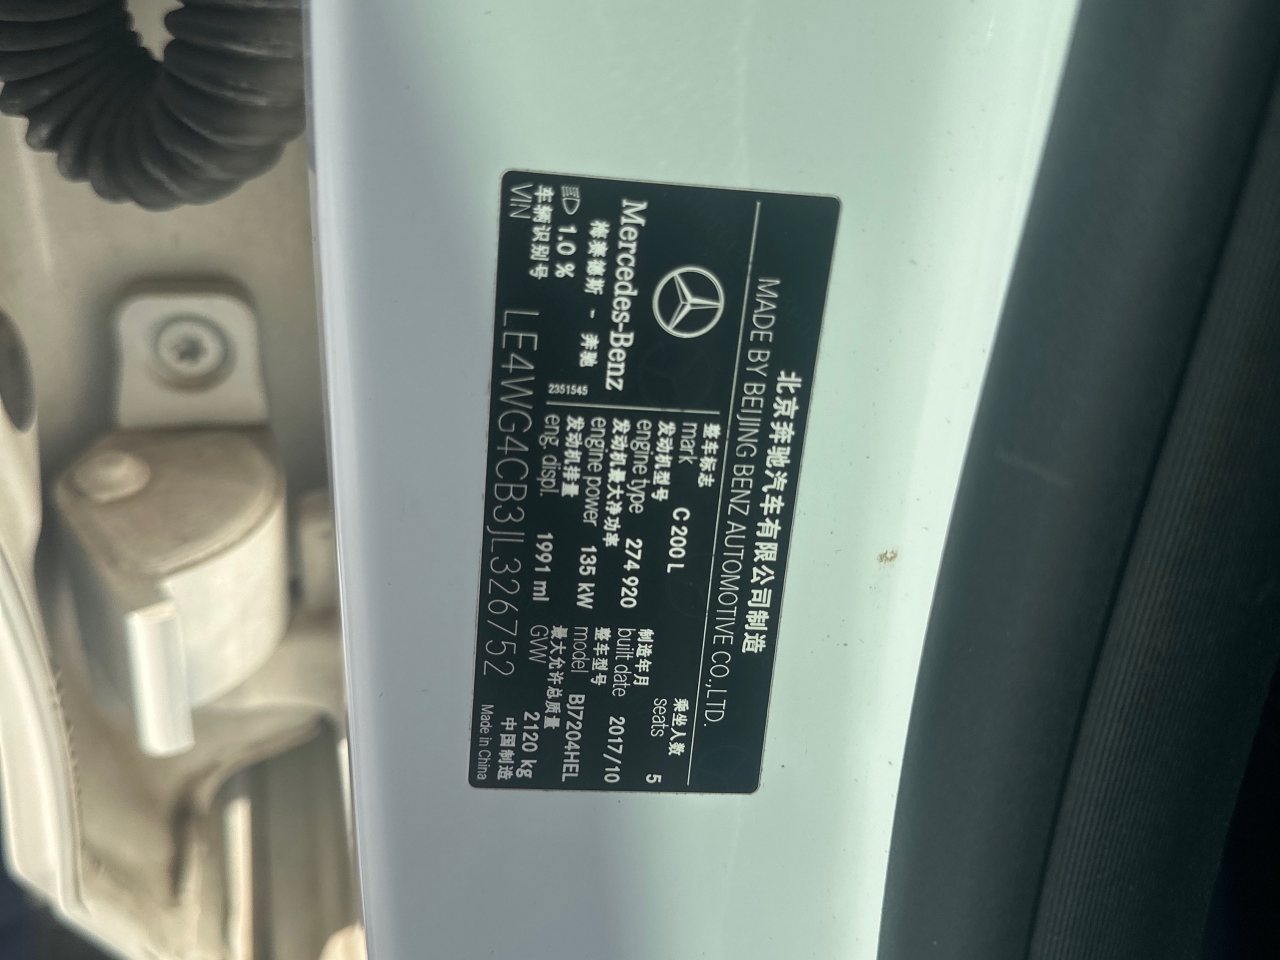 北京奔驰汽车有限公司制造
MADE BY BEIJING BENZ AUTOMOTIVE CO.,LTD.
Mercedes-Benz
梅赛德斯 - 奔驰
1.0 %
2351545
整车标志
mark C 200 L
发动机型号
engine type 274 920
发动机最大净功率
engine power 135 kW
发动机排量
eng. displ. 1991 ml
乘坐人数
seats 5
制造年月
built date 2017/10
整车型号
model BJ7204HEL
最大允许总质量
GVW 2120 kg
车辆识别号
VIN LE4WG4CB3JL326752
中国制造
Made in China